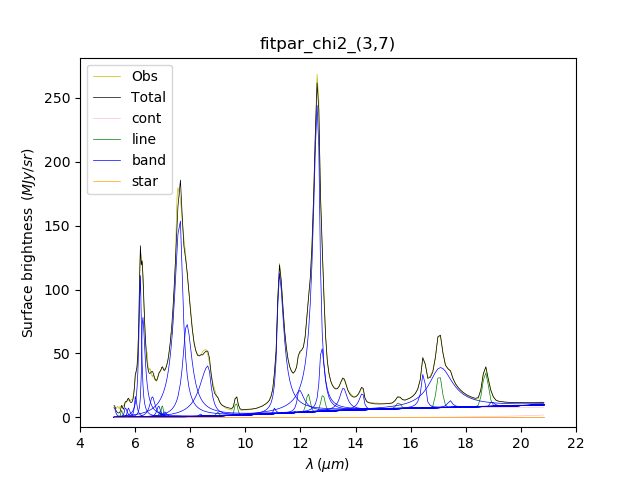 fitpar_chi2_(3,7)
Obs
Total
cont
line
band
star
Surface brightness (MJy/sr)
250
200
150
100
50
0
4 6 8 10 12 14 16 18 20 22
λ (μm)